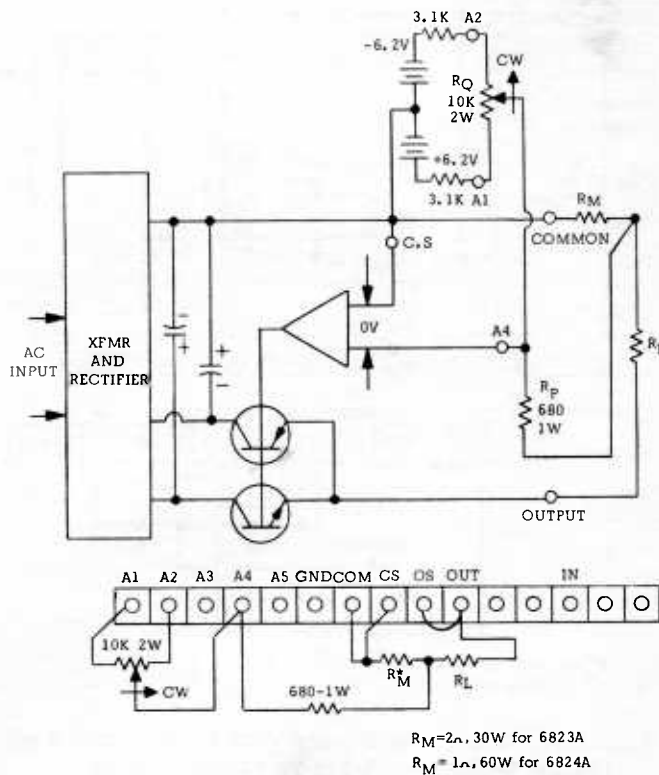 3.1K A2
-6.2V
CW
RQ
10K
2W
+6.2V
3.1K A1
RM
COMMON
C.S
0V
A4
XFMR
AND
RECTIFIER
AC
INPUT
RP
680
1W
OUTPUT
A1 A2 A3 A4 A5 GND COM CS OS OUT IN
10K 2W
CW
R*M
RL
680-1W
RM=2Ω, 30W for 6823A
RM=1Ω, 60W for 6824A